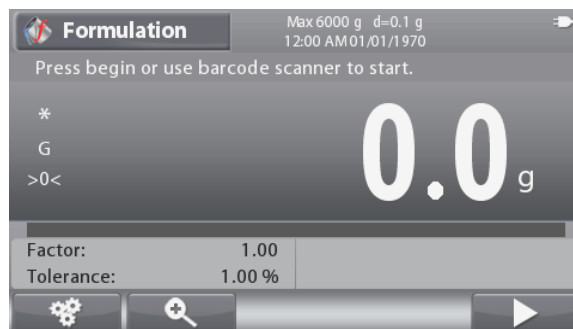 Formulation
Max 6000 g d=0.1 g
12:00 AM 01/01/1970
Press begin or use barcode scanner to start.
*
G
>0<
0.0 g
Factor: 1.00
Tolerance: 1.00 %